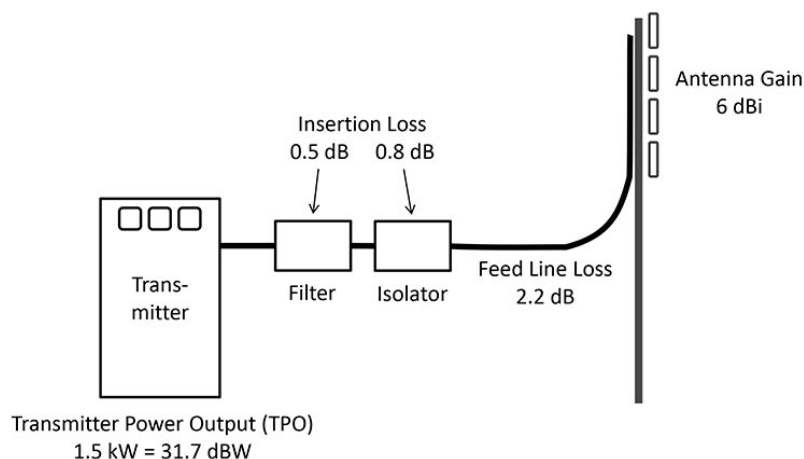 Antenna Gain
6 dBi
Insertion Loss
0.5 dB 0.8 dB
Trans-
mitter
Filter
Isolator
Feed Line Loss
2.2 dB
Transmitter Power Output (TPO)
1.5 kW = 31.7 dBW